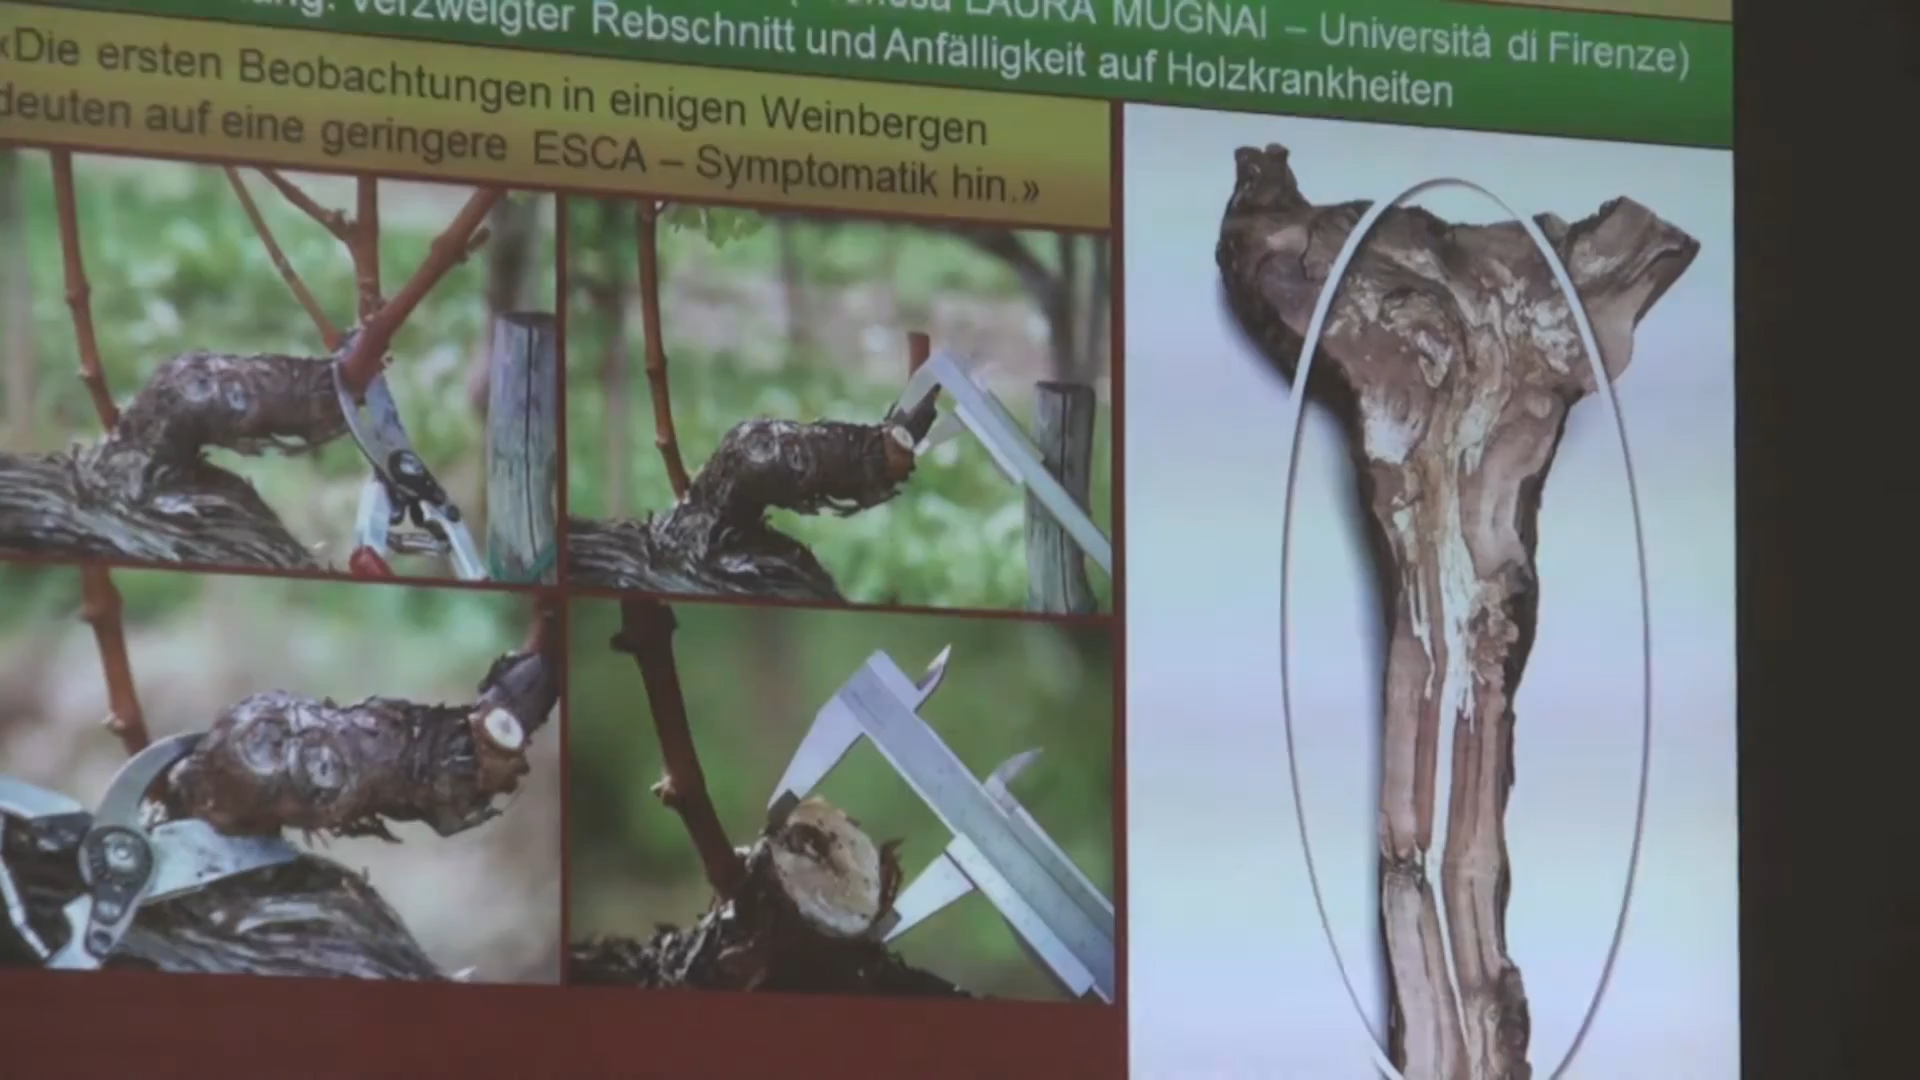 LAURA MUGNAI – Università di Firenze)
verzweigter Rebschnitt und Anfälligkeit auf Holzkrankheiten
«Die ersten Beobachtungen in einigen Weinbergen
deuten auf eine geringere ESCA – Symptomatik hin.»